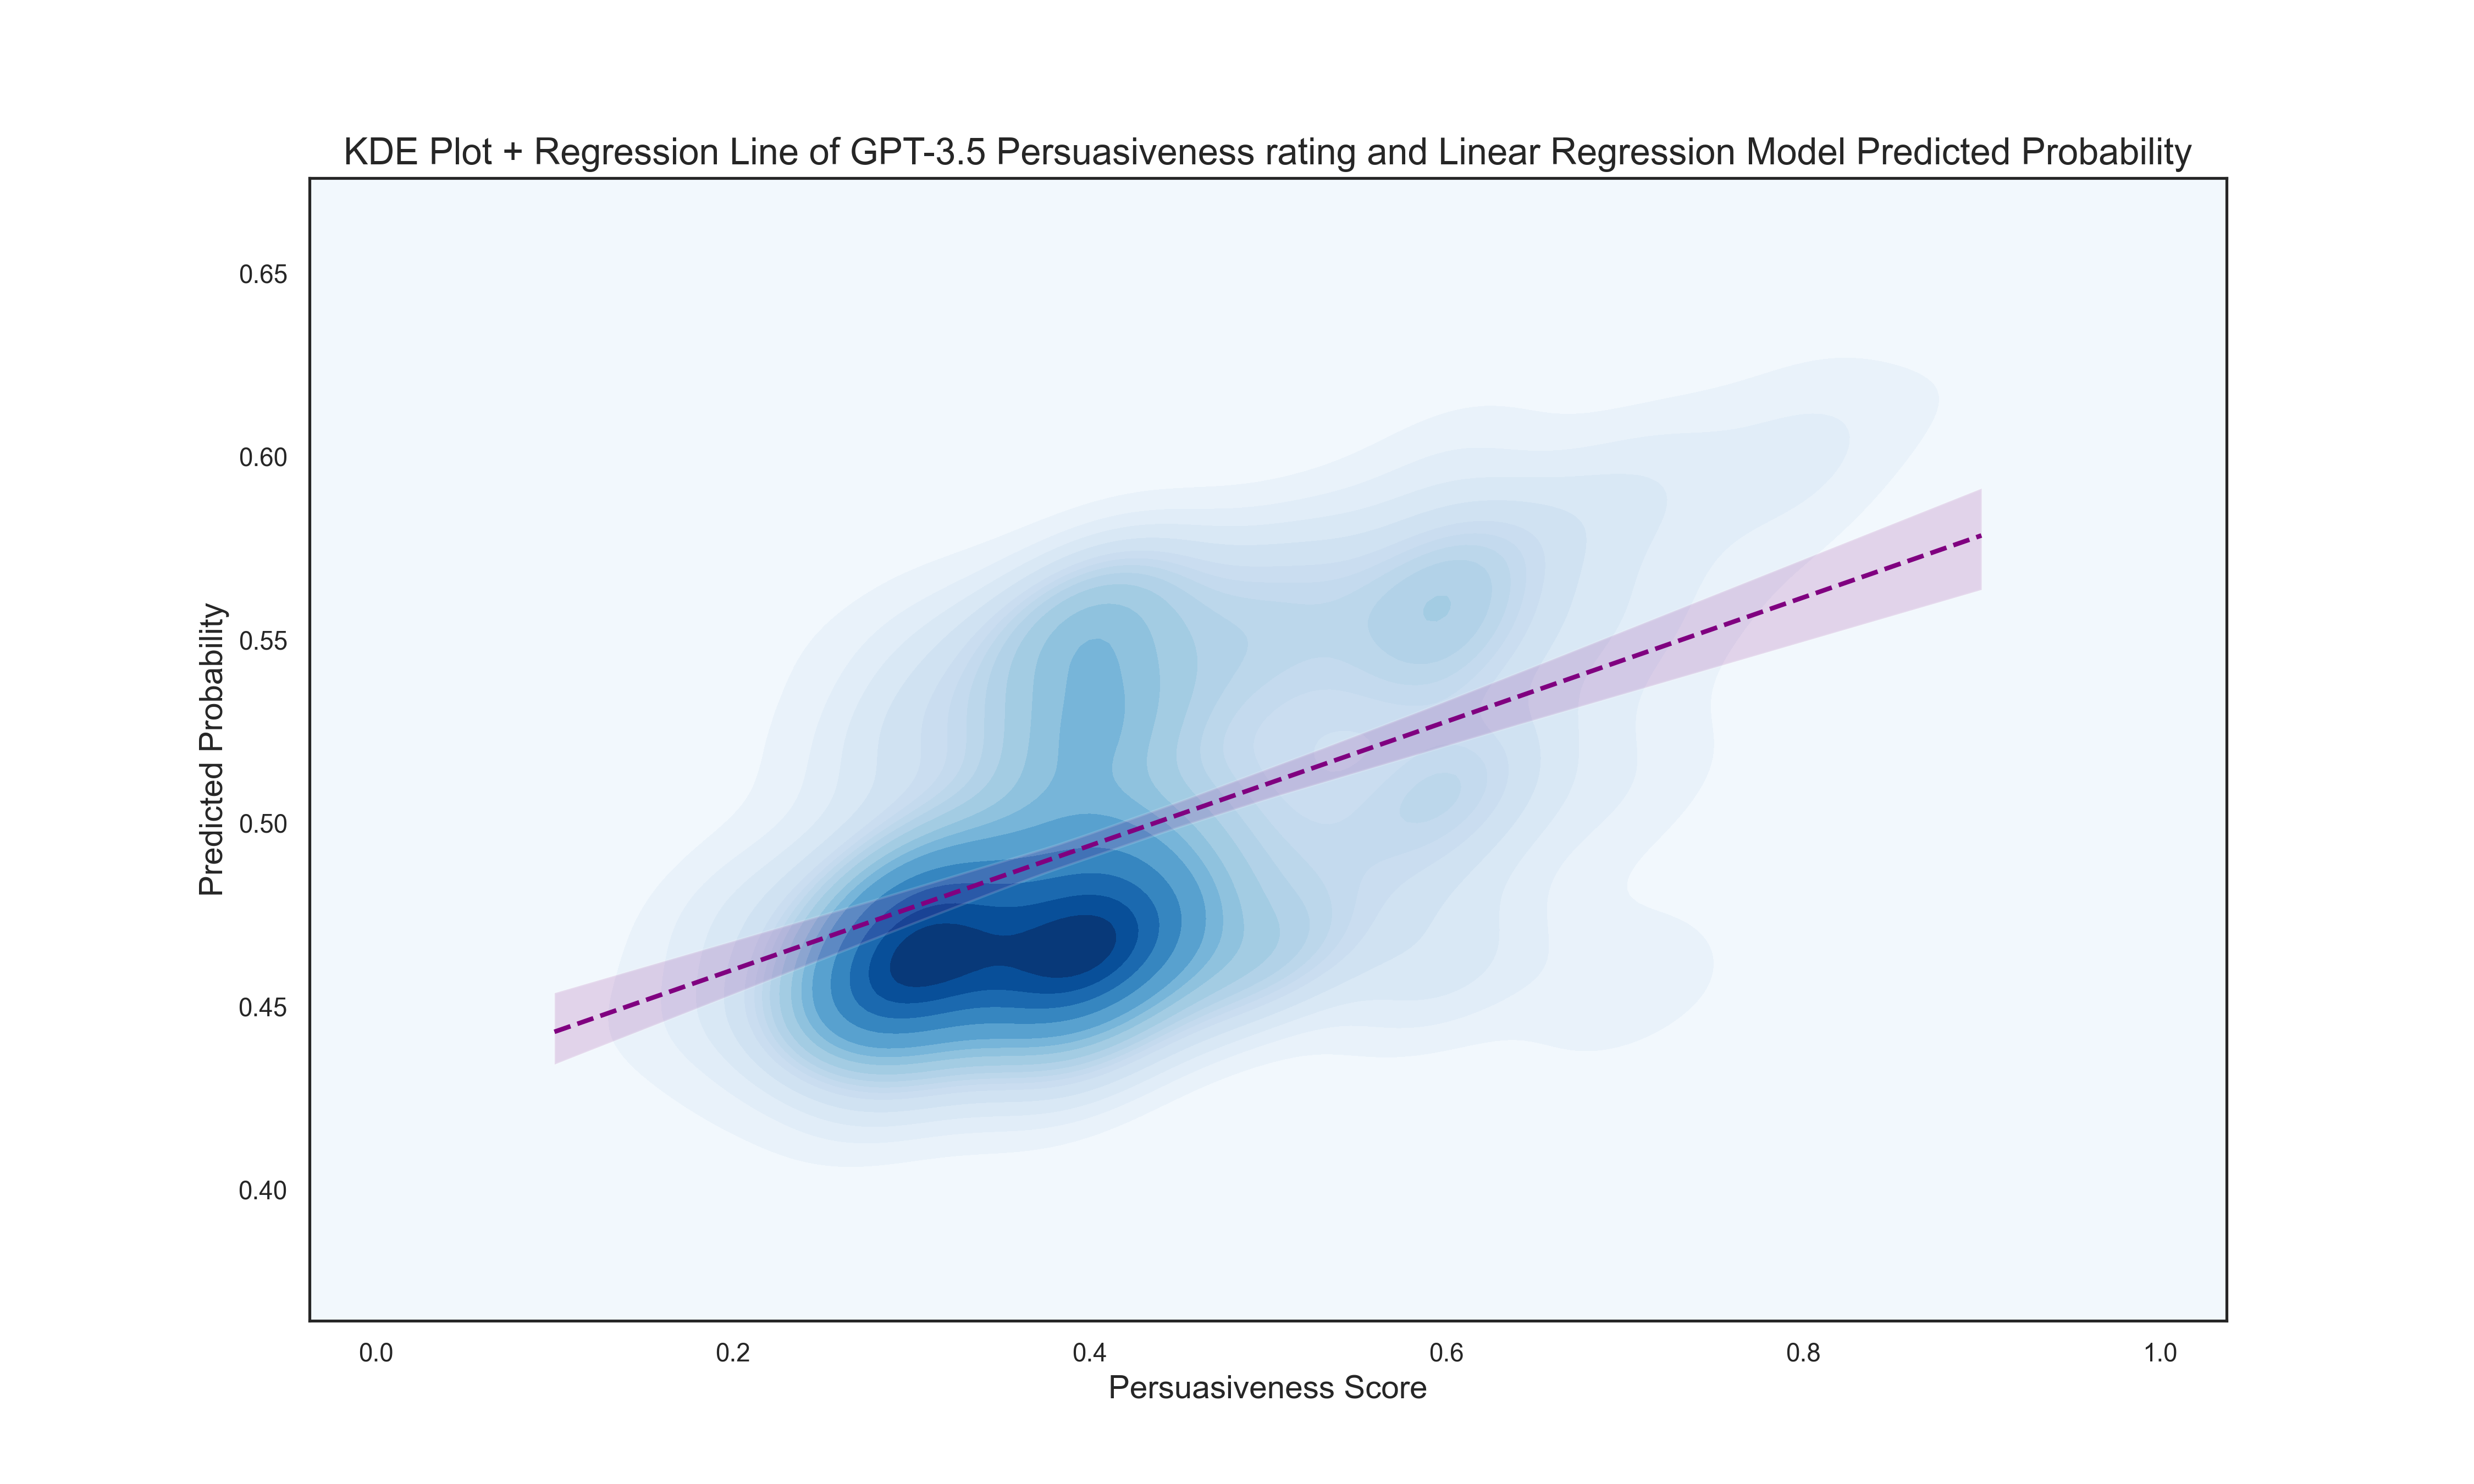 KDE Plot + Regression Line of GPT-3.5 Persuasiveness rating and Linear Regression Model Predicted Probability
0.65
0.60
0.55
0.50
0.45
0.40
Predicted Probability
0.0 0.2 0.4 0.6 0.8 1.0
Persuasiveness Score